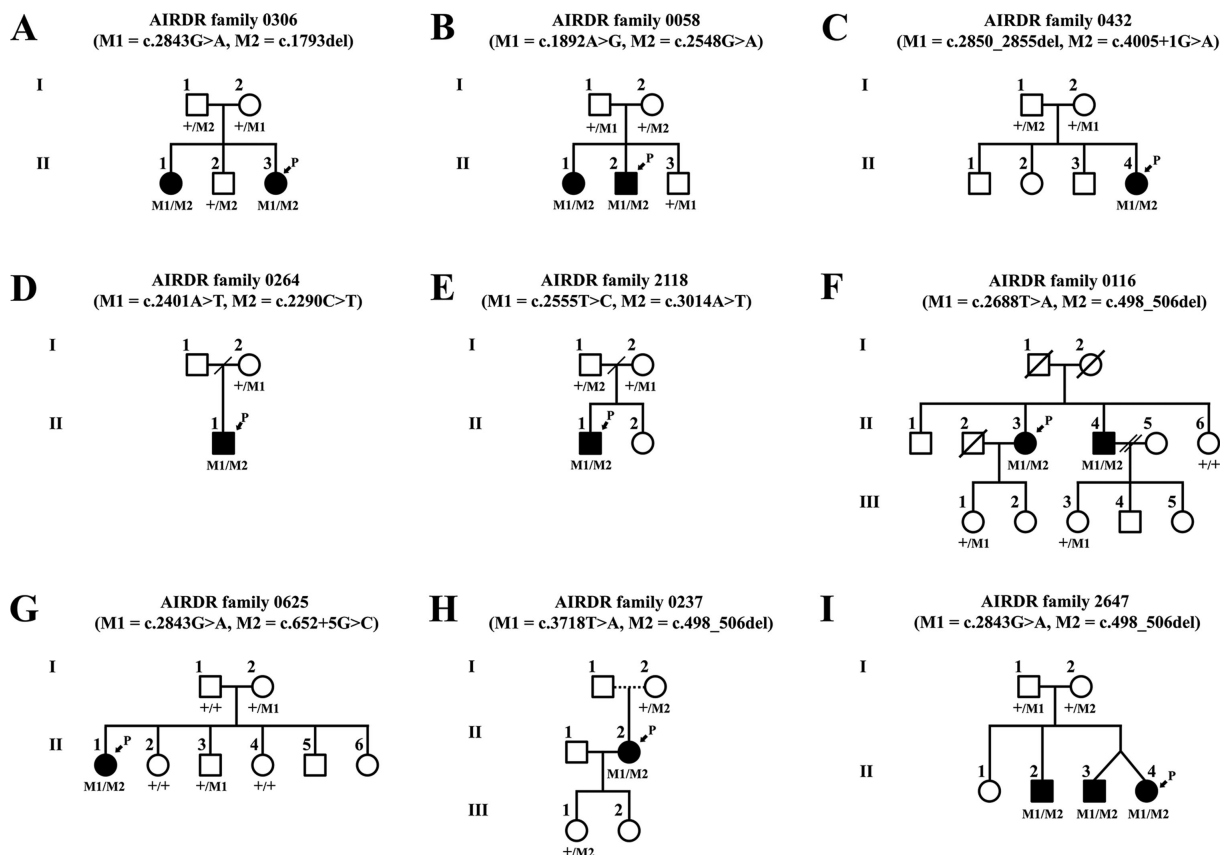 A
AIRDR family 0306
(M1 = c.2843G>A, M2 = c.1793del)
I
1 2
+/M2 +/M1
II
1 2 3 P
M1/M2 +/M2 M1/M2
B
AIRDR family 0058
(M1 = c.1892A>G, M2 = c.2548G>A)
I
1 2
+/M1 +/M2
II
1 2 P 3
M1/M2 M1/M2 +/M1
C
AIRDR family 0432
(M1 = c.2850_2855del, M2 = c.4005+1G>A)
I
1 2
+/M2 +/M1
II
1 2 3 4 P
M1/M2
D
AIRDR family 0264
(M1 = c.2401A>T, M2 = c.2290C>T)
I
1 2
+/M1
II
1 P
M1/M2
E
AIRDR family 2118
(M1 = c.2555T>C, M2 = c.3014A>T)
I
1 2
+/M2 +/M1
II
1 P 2
M1/M2
F
AIRDR family 0116
(M1 = c.2688T>A, M2 = c.498_506del)
I
1 2
II
1 2 3 P 4 5 6
M1/M2 M1/M2 +/+
III
1 2 3 4 5
+/M1 +/M1
G
AIRDR family 0625
(M1 = c.2843G>A, M2 = c.652+5G>C)
I
1 2
+/+ +/M1
II
1 P 2 3 4 5 6
M1/M2 +/+ +/M1 +/+
H
AIRDR family 0237
(M1 = c.3718T>A, M2 = c.498_506del)
I
1 2
+/M2
II
1 2 P
M1/M2
III
1 2
+/M2
I
AIRDR family 2647
(M1 = c.2843G>A, M2 = c.498_506del)
I
1 2
+/M1 +/M2
II
1 2 3 4 P
M1/M2 M1/M2 M1/M2